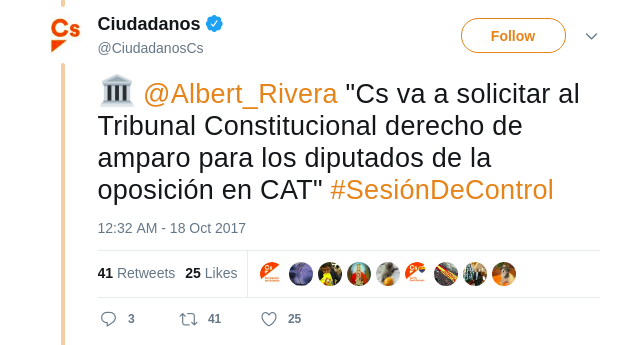 Cs
Ciudadanos
@CiudadanosCs
Follow
@Albert_Rivera "Cs va a solicitar al
Tribunal Constitucional derecho de
amparo para los diputados de la
oposición en CAT" #SesiónDeControl
12:32 AM - 18 Oct 2017
41 Retweets 25 Likes
3 41 25